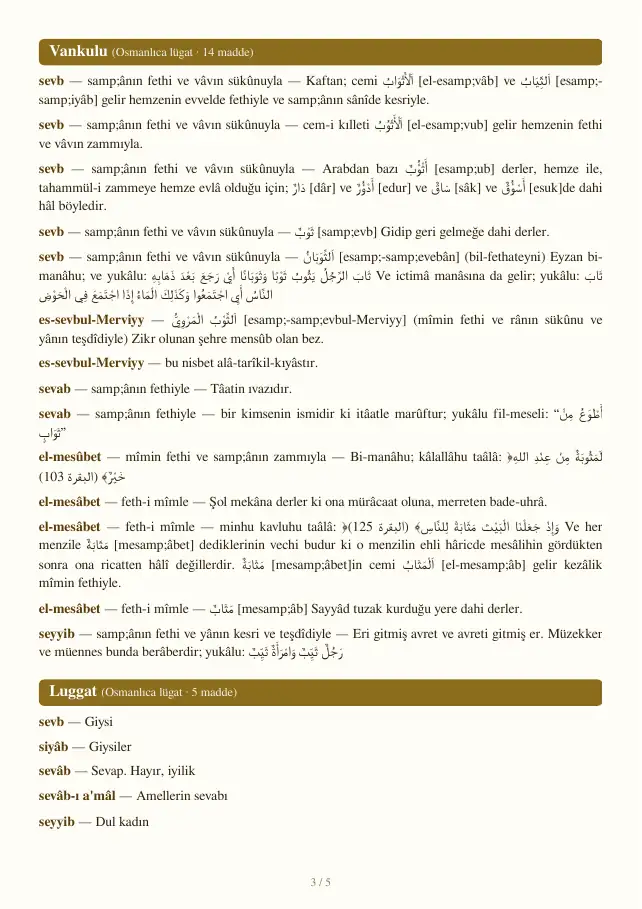 Vankulu (Osmanlıca lügat · 14 madde)
sevb — samp;ânın fethi ve vâvın sükûnuyla — Kaftan; cemi اَلْأَثْوَابُ [el-esamp;vâb] ve اَلثِّيَابُ [esamp;-
samp;iyâb] gelir hemzenin evvelde fethiyle ve samp;ânın sânîde kesriyle.
sevb — samp;ânın fethi ve vâvın sükûnuyla — cem-i kılleti اَلْأَثْوُبُ [el-esamp;vub] gelir hemzenin fethi
ve vâvın zammıyla.
sevb — samp;ânın fethi ve vâvın sükûnuyla — Arabdan bazı أَثْؤُبٌ [esamp;ub] derler, hemze ile,
tahammül-i zammeye hemze evlâ olduğu için; دَارٌ [dâr] ve أَدْؤُرٌ [edur] ve سَاقٌ [sâk] ve أَسْؤُقٌ [esuk]de dahi
hâl böyledir.
sevb — samp;ânın fethi ve vâvın sükûnuyla — ثَوْبٌ [samp;evb] Gidip geri gelmeğe dahi derler.
sevb — samp;ânın fethi ve vâvın sükûnuyla — اَلثَّوَبَانُ [esamp;-samp;evebân] (bil-fethateyni) Eyzan bi-
manâhu; ve yukâlu: ثَابَ الرَّجُلُ يَثُوبُ ثَوْبًا وَثَوَبَانًا أَيْ رَجَعَ بَعْدَ ذَهَابِهِ Ve ictimâ manâsına da gelir; yukâlu: ثَابَ
النَّاسُ أَيِ اجْتَمَعُوا وَكَذَلِكَ الْمَاءُ إِذَا اجْتَمَعَ فِي الْحَوْضِ
es-sevbul-Merviyy — اَلثَّوْبُ الْمَرْوِيُّ [esamp;-samp;evbul-Merviyy] (mîmin fethi ve rânın sükûnu ve
yânın teşdîdiyle) Zikr olunan şehre mensûb olan bez.
es-sevbul-Merviyy — bu nisbet alâ-tarîkil-kıyâstır.
sevab — samp;ânın fethiyle — Tâatin ıvazıdır.
sevab — samp;ânın fethiyle — bir kimsenin ismidir ki itâatle marûftur; yukâlu fil-meseli: “أَطْوَعُ مِنْ
ثَوَابٍ”
el-mesûbet — mîmin fethi ve samp;ânın zammıyla — Bi-manâhu; kâlallâhu taâlâ: ﴿لَمَثُوبَةٌ مِنْ عِنْدِ اللهِ
خَيْرٌ﴾ (البقرة 103)
el-mesâbet — feth-i mîmle — Şol mekâna derler ki ona mürâcaat oluna, merreten bade-uhrâ.
el-mesâbet — feth-i mîmle — minhu kavluhu taâlâ: ﴿وَإِذْ جَعَلْنَا الْبَيْتَ مَثَابَةً لِلنَّاسِ﴾ (البقرة 125) Ve her
menzile مَثَابَةٌ [mesamp;âbet] dediklerinin vechi budur ki o menzilin ehli hâricde mesâlihin gördükten
sonra ona ricatten hâlî değillerdir. مَثَابَةٌ [mesamp;âbet]in cemi اَلْمَثَابُ [el-mesamp;âb] gelir kezâlik
mîmin fethiyle.
el-mesâbet — feth-i mîmle — مَثَابٌ [mesamp;âb] Sayyâd tuzak kurduğu yere dahi derler.
seyyib — samp;ânın fethi ve yânın kesri ve teşdîdiyle — Eri gitmiş avret ve avreti gitmiş er. Müzekker
ve müennes bunda berâberdir; yukâlu: رَجُلٌ ثَيِّبٌ وَامْرَأَةٌ ثَيِّبٌ
Luggat (Osmanlıca lügat · 5 madde)
sevb — Giysi
siyâb — Giysiler
sevâb — Sevap. Hayır, iyilik
sevâb-ı a'mâl — Amellerin sevabı
seyyib — Dul kadın
3 / 5